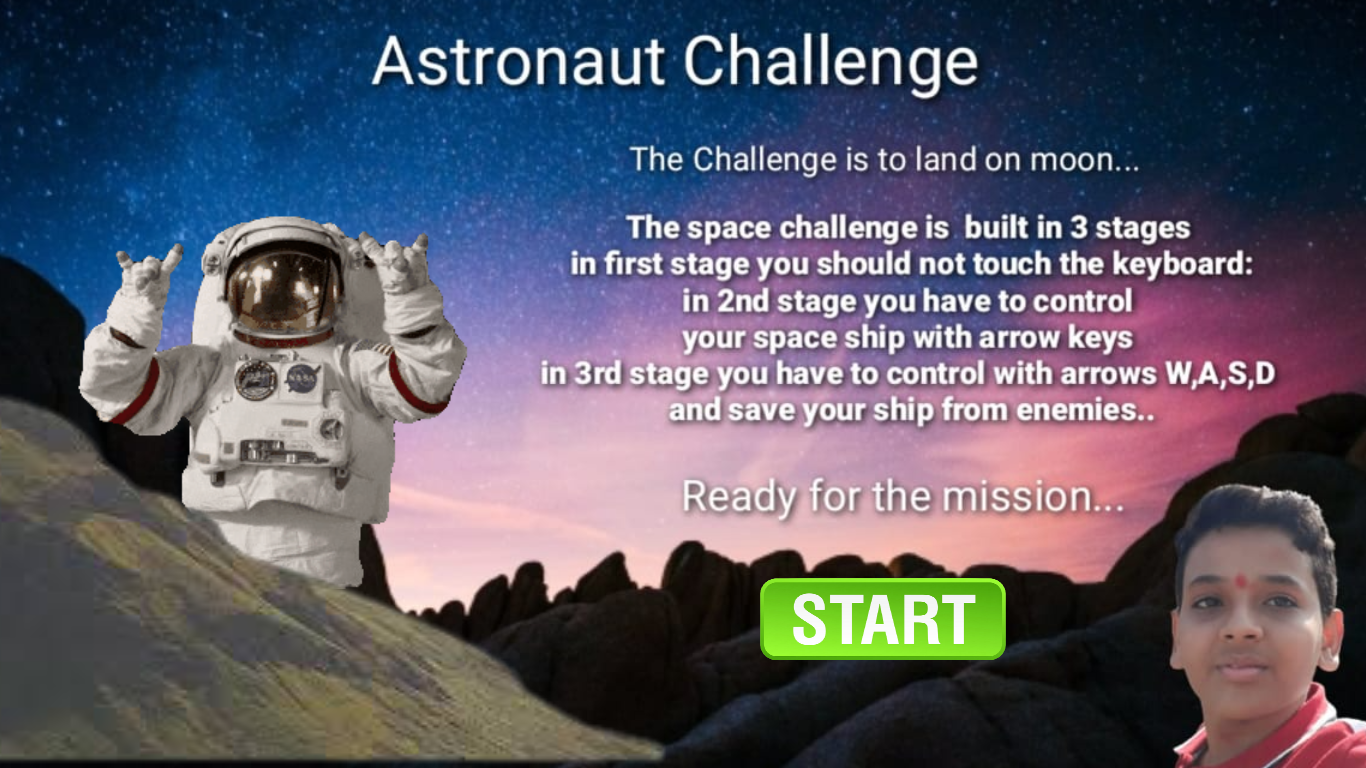 Astronaut Challenge
The Challenge is to land on moon...
The space challenge is  built in 3 stages
in first stage you should not touch the keyboard:
in 2nd stage you have to control
your space ship with arrow keys
in 3rd stage you have to control with arrows W,A,S,D
and save your ship from enemies..
Ready for the mission...
START
NASA